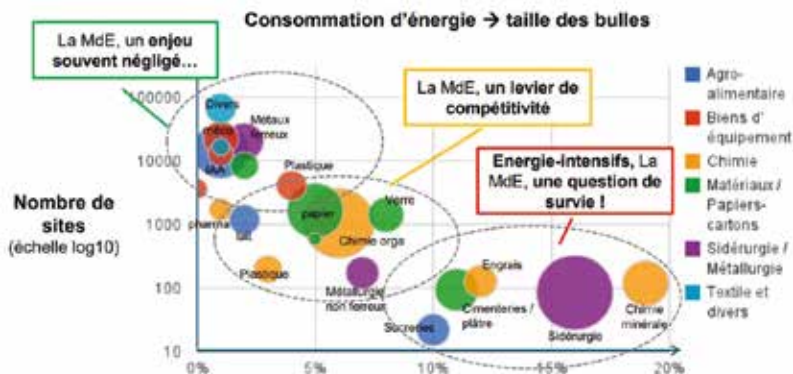 Consommation d'énergie → taille des bulles
La MdE, un enjeu
souvent négligé…
La MdE, un levier de
compétitivité
Energie-intensifs, La
MdE, une question de
survie !
Nombre de
sites
(échelle log10)
100000
10000
1000
100
10
0%
5%
10%
15%
20%
Divers
méca
IAA
Métaux
ferreux
Plastique
pharma
lait
papier
Verre
Chimie orga
Plastique
Métallurgie
non ferreux
Sucreries
Engrais
Cimenteries /
plâtre
Sidérurgie
Chimie
minérale
Agro-
alimentaire
Biens d'
équipement
Chimie
Matériaux /
Papiers-
cartons
Sidérurgie /
Métallurgie
Textile et
divers